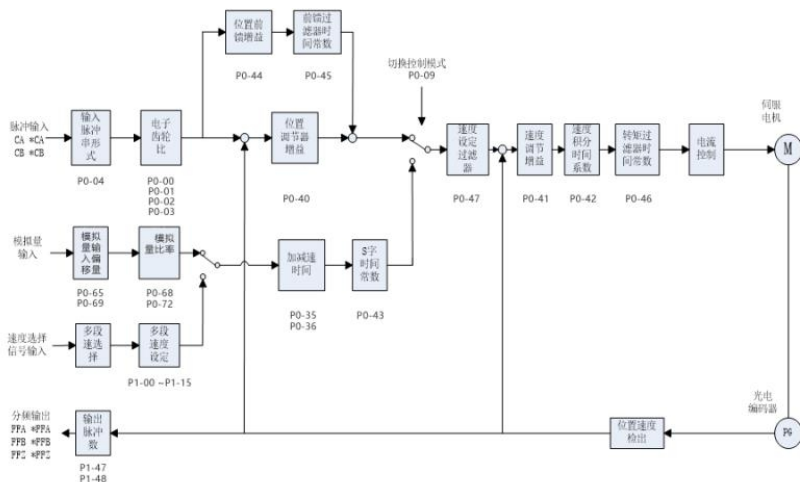 位置前
馈增益
P0-44
前馈过
滤器时
间常数
P0-45
切换控制模式
P0-09
脉冲输入
CA *CA
CB *CB
输入
脉冲
串形
式
P0-04
电子
齿轮
比
P0-00
P0-01
P0-02
P0-03
位置
调节器
增益
P0-40
速度
设定
过滤
器
P0-47
速度
调节
增益
P0-41
速度
积分
时间
系数
P0-42
转矩过
滤器时
间常数
P0-46
电流
控制
伺服
电机
M
模拟量
输入
模拟
量输
入偏
移量
P0-65
P0-69
模拟
量比率
P0-68
P0-72
加减速
时间
P0-35
P0-36
S字
时间
常数
P0-43
速度选择
信号输入
多段
速选
择
多段
速度
设定
P1-00 ~P1-15
分频输出
FFA *FFA
FFB *FFB
FFZ *FFZ
输出
脉冲
数
P1-47
P1-48
位置速度
检出
光电
编码器
PG